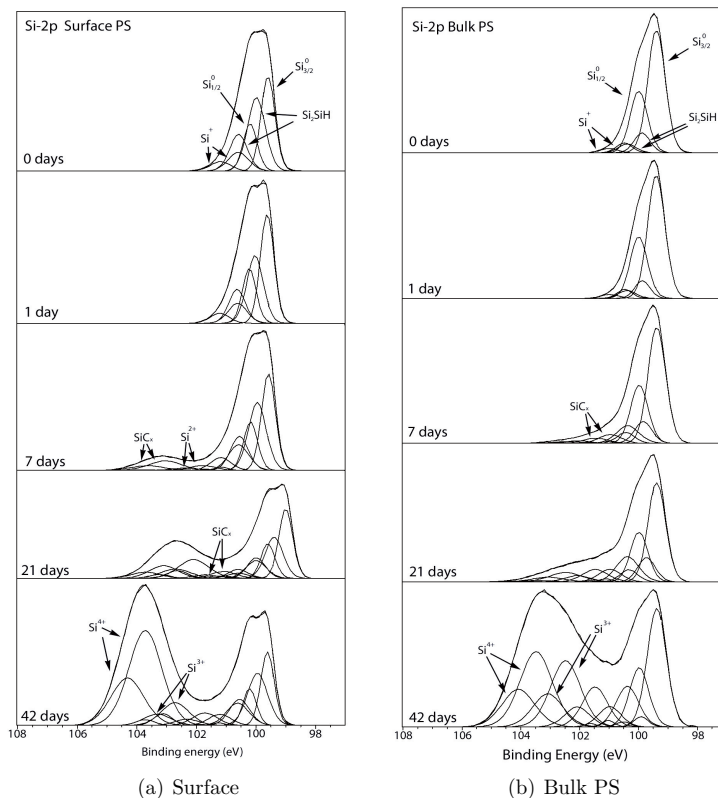 Si-2p Surface PS
Si⁰₃/₂
Si⁰₁/₂
Si₂SiH
Si⁺
0 days
1 day
SiCₓ
Si²⁺
7 days
SiCₓ
21 days
Si⁴⁺
Si³⁺
42 days
108 106 104 102 100 98
Binding energy (eV)
(a) Surface
Si-2p Bulk PS
Si⁰₃/₂
Si⁰₁/₂
Si⁺
Si₂SiH
0 days
1 day
SiCₓ
7 days
21 days
Si³⁺
Si⁴⁺
42 days
108 106 104 102 100 98
Binding Energy (eV)
(b) Bulk PS